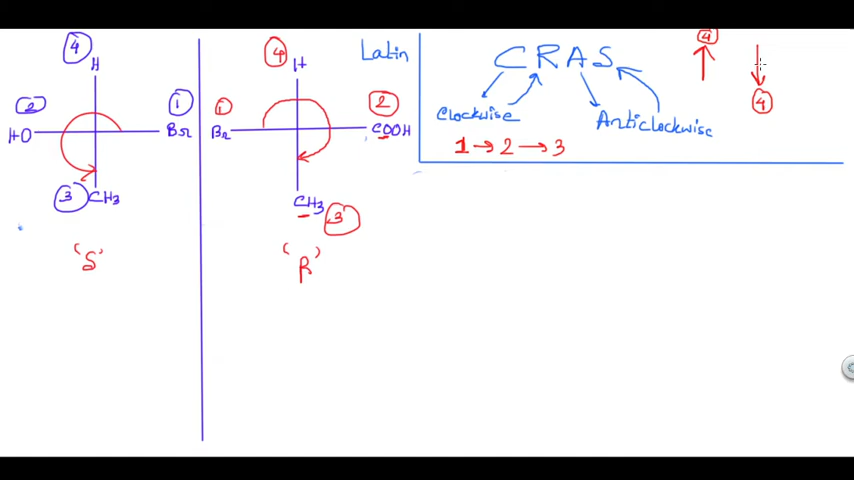 4
H
2
1
HO
Br
3
CH3
'S'
4
H
1
2
Br
COOH
CH3
3
'R'
Latin
CRAS
Clockwise
Anticlockwise
1 → 2 → 3
4
4